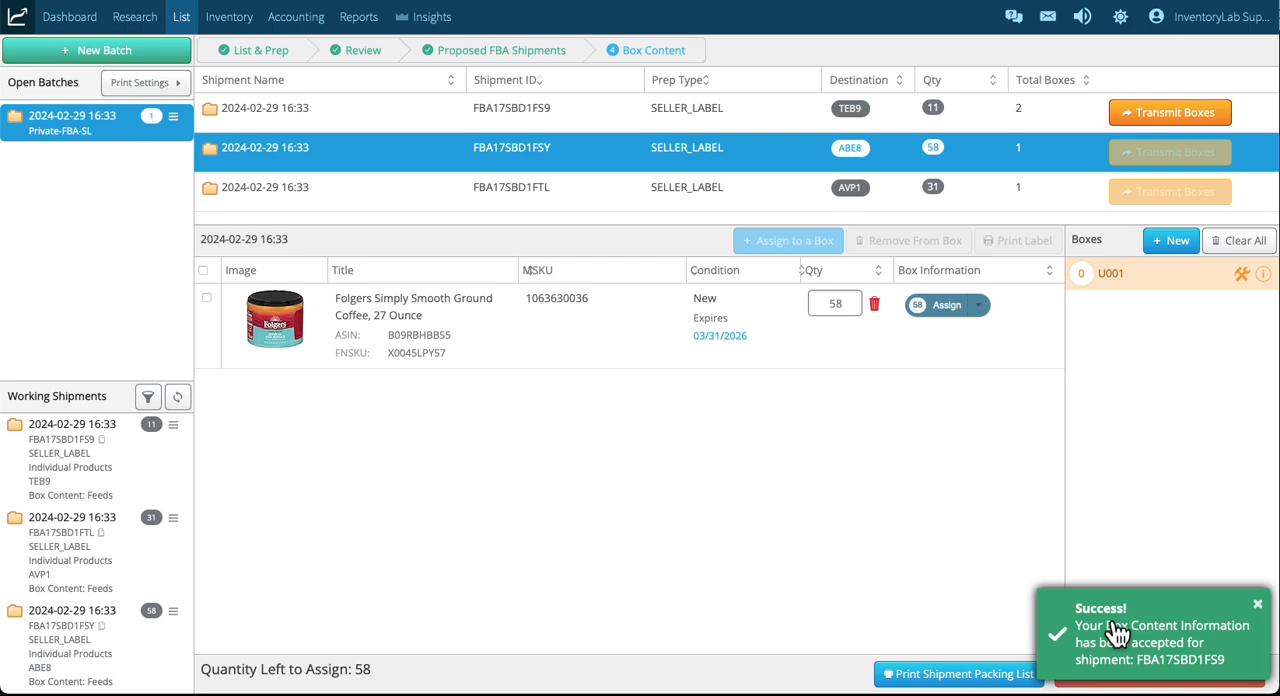 Dashboard Research List Inventory Accounting Reports Insights InventoryLab Sup...
+ New Batch
List & Prep Review Proposed FBA Shipments 4 Box Content
Open Batches Print Settings
2024-02-29 16:33 1
Private-FBA-SL
Shipment Name Shipment ID Prep Type Destination Qty Total Boxes
2024-02-29 16:33 FBA17SBD1FS9 SELLER_LABEL TEB9 11 2 Transmit Boxes
2024-02-29 16:33 FBA17SBD1FSY SELLER_LABEL ABE8 58 1 Transmit Boxes
2024-02-29 16:33 FBA17SBD1FTL SELLER_LABEL AVP1 31 1 Transmit Boxes
2024-02-29 16:33 + Assign to a Box Remove From Box Print Label
Image Title MSKU Condition Qty Box Information
Folgers Simply Smooth Ground
Coffee, 27 Ounce
ASIN: B09RBHBBS5
FNSKU: X0045LPY57
1063630036
New
Expires
03/31/2026
58
58 Assign
Folgers
Boxes + New Clear All
0 U001
Working Shipments
2024-02-29 16:33 11
FBA17SBD1FS9
SELLER_LABEL
Individual Products
TEB9
Box Content: Feeds
2024-02-29 16:33 31
FBA17SBD1FTL
SELLER_LABEL
Individual Products
AVP1
Box Content: Feeds
2024-02-29 16:33 58
FBA17SBD1FSY
SELLER_LABEL
Individual Products
ABE8
Box Content: Feeds
Quantity Left to Assign: 58
Print Shipment Packing List
Success!
Your Box Content Information
has accepted for
shipment: FBA17SBD1FS9